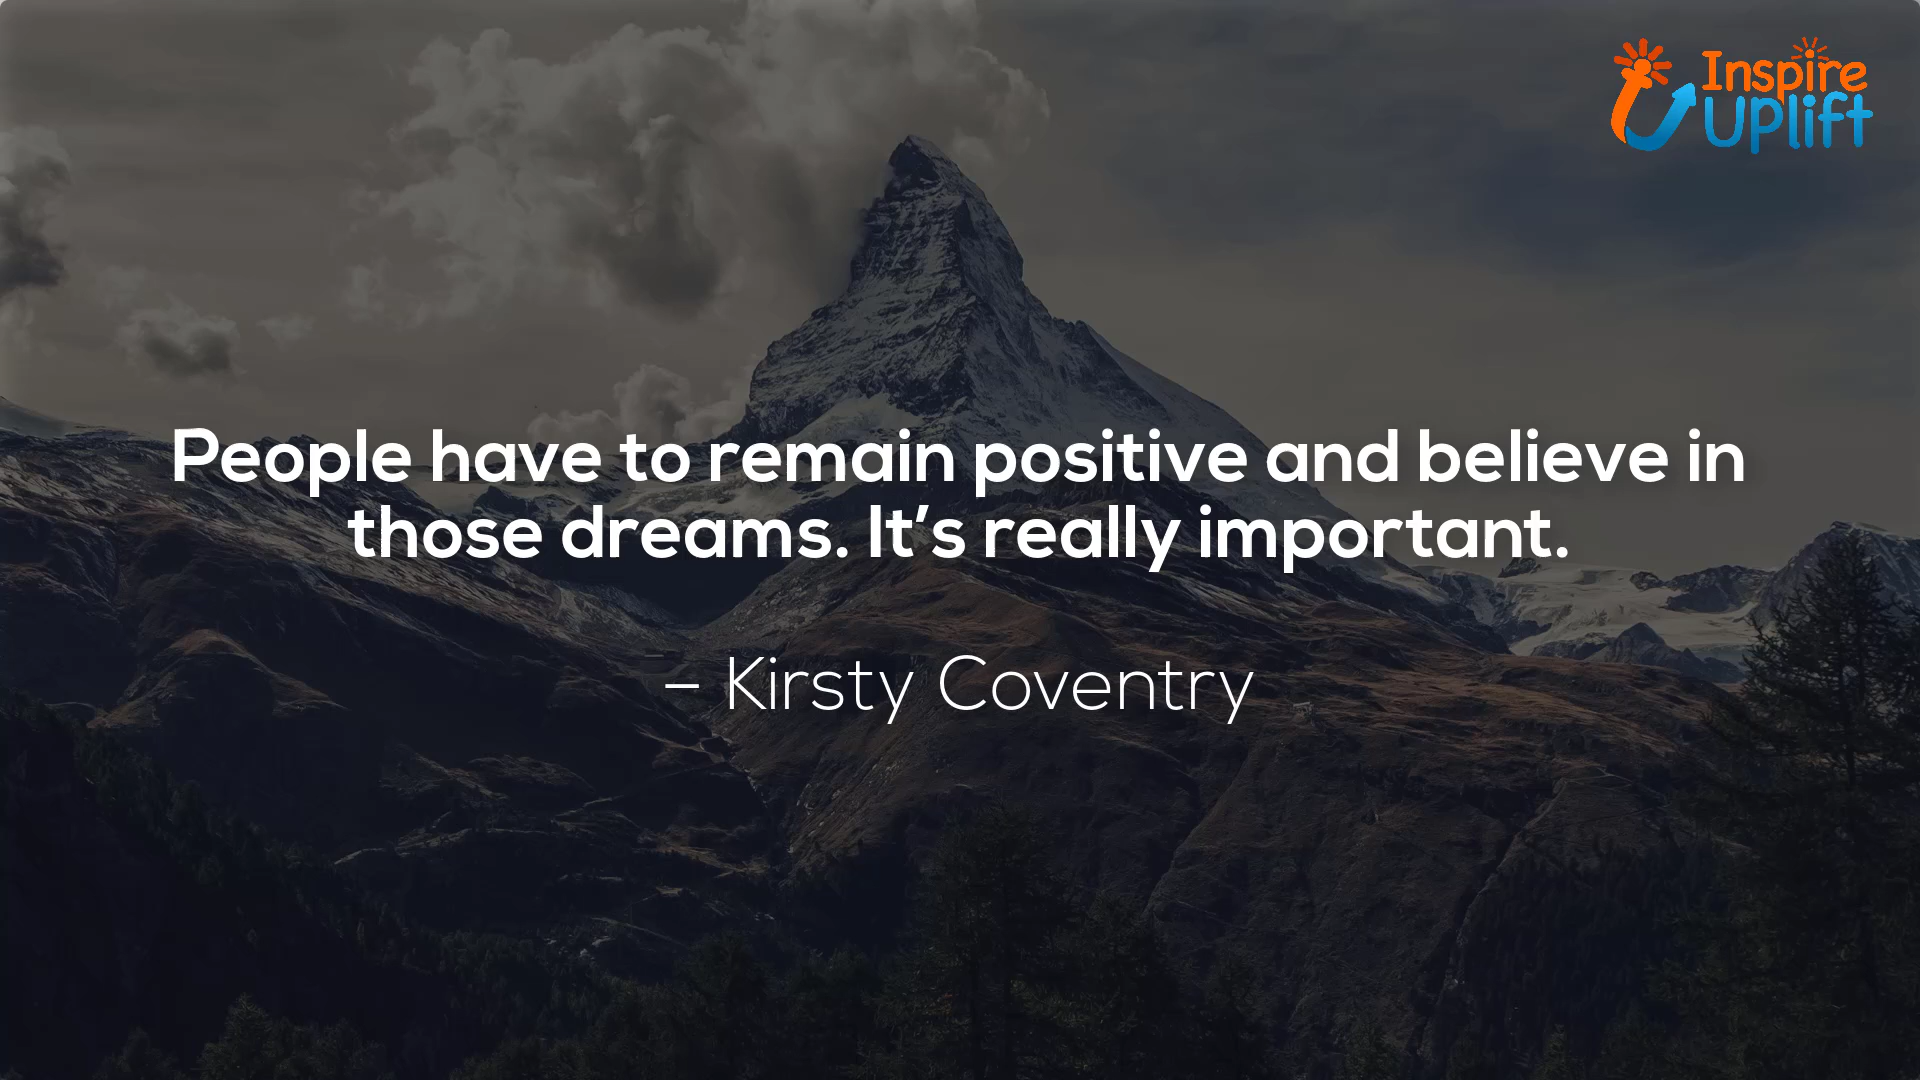 Inspire
Uplift
People have to remain positive and believe in
those dreams. It’s really important.
– Kirsty Coventry